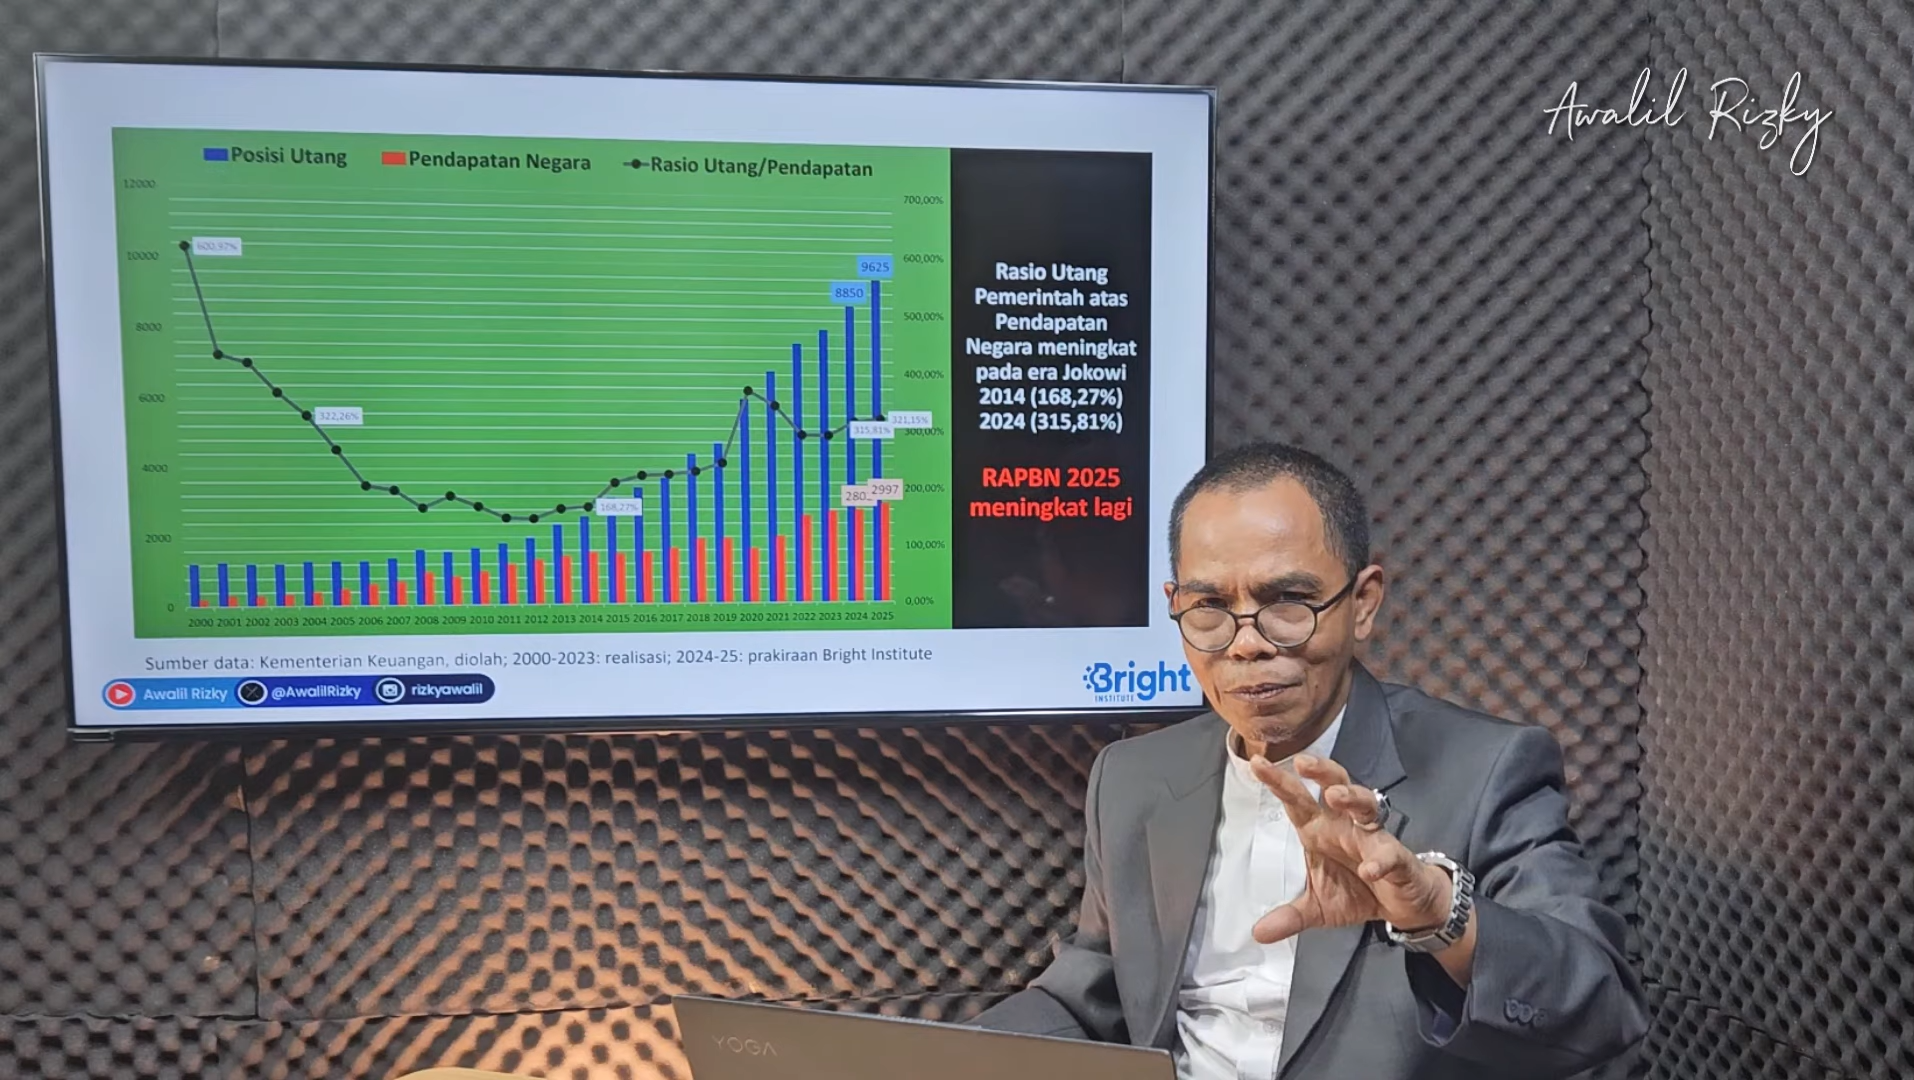 Awalil Rizky
Posisi Utang
Pendapatan Negara
Rasio Utang/Pendapatan
12000
10000
8000
6000
4000
2000
0
700,00%
600,00%
500,00%
400,00%
300,00%
200,00%
100,00%
0,00%
600,97%
322,26%
168,27%
315,81%
321,15%
8850
9625
280
2997
2000 2001 2002 2003 2004 2005 2006 2007 2008 2009 2010 2011 2012 2013 2014 2015 2016 2017 2018 2019 2020 2021 2022 2023 2024 2025
Rasio Utang
Pemerintah atas
Pendapatan
Negara meningkat
pada era Jokowi
2014 (168,27%)
2024 (315,81%)
RAPBN 2025
meningkat lagi
Sumber data: Kementerian Keuangan, diolah; 2000-2023: realisasi; 2024-25: prakiraan Bright Institute
Awalil Rizky @AwalilRizky rizkyawalil
Bright
INSTITUTE
YOGA